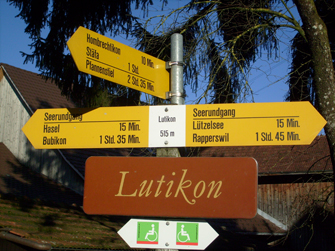 Hombrechtikon 10 Min.
Stäfa 1 Std.
Pfannenstiel 2 Std. 35 Min.
Seerundgang
Hasel 15 Min.
Bubikon 1 Std. 35 Min.
Lutikon
515 m
Seerundgang
Lützelsee 15 Min.
Rapperswil 1 Std. 45 Min.
Lutikon